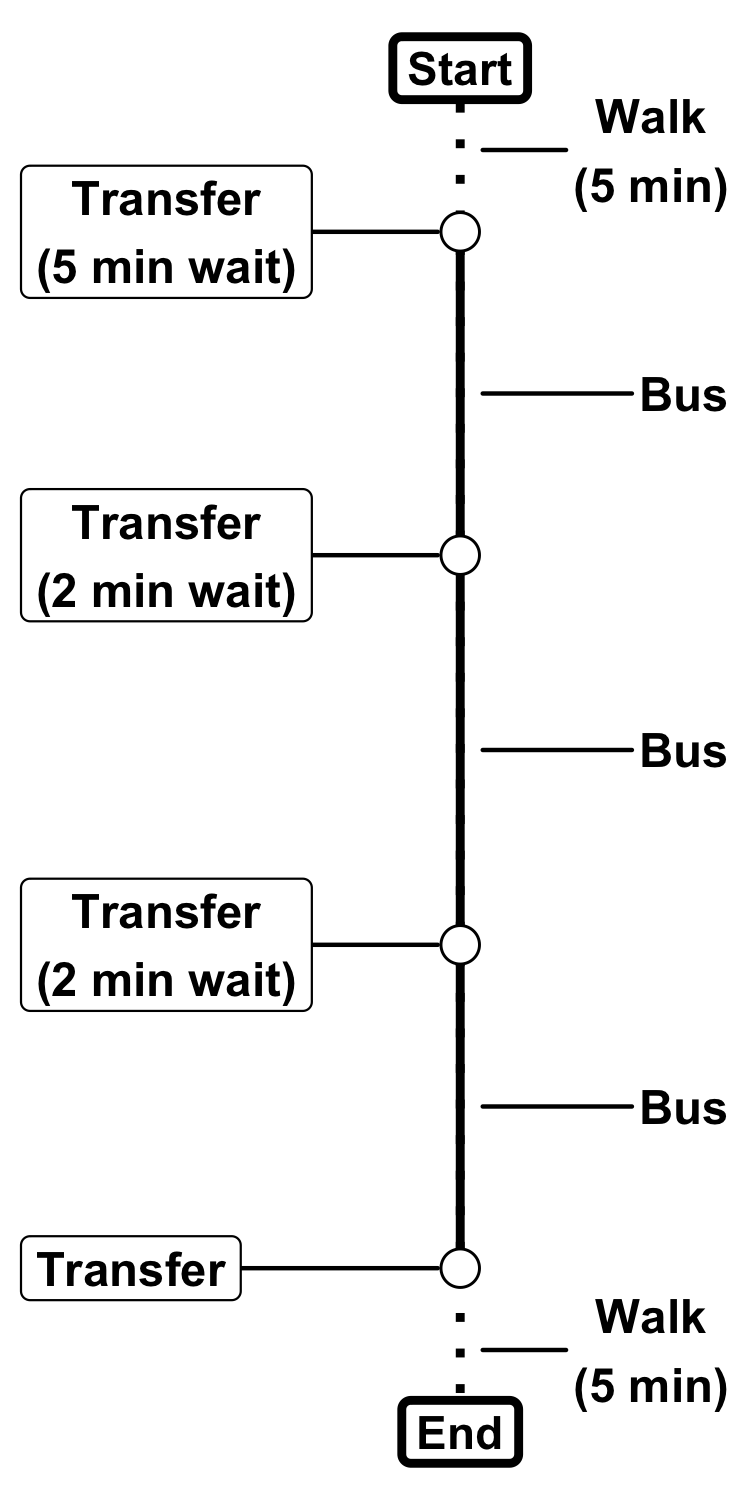 Start
Walk
(5 min)
Transfer
(5 min wait)
Bus
Transfer
(2 min wait)
Bus
Transfer
(2 min wait)
Bus
Transfer
Walk
(5 min)
End